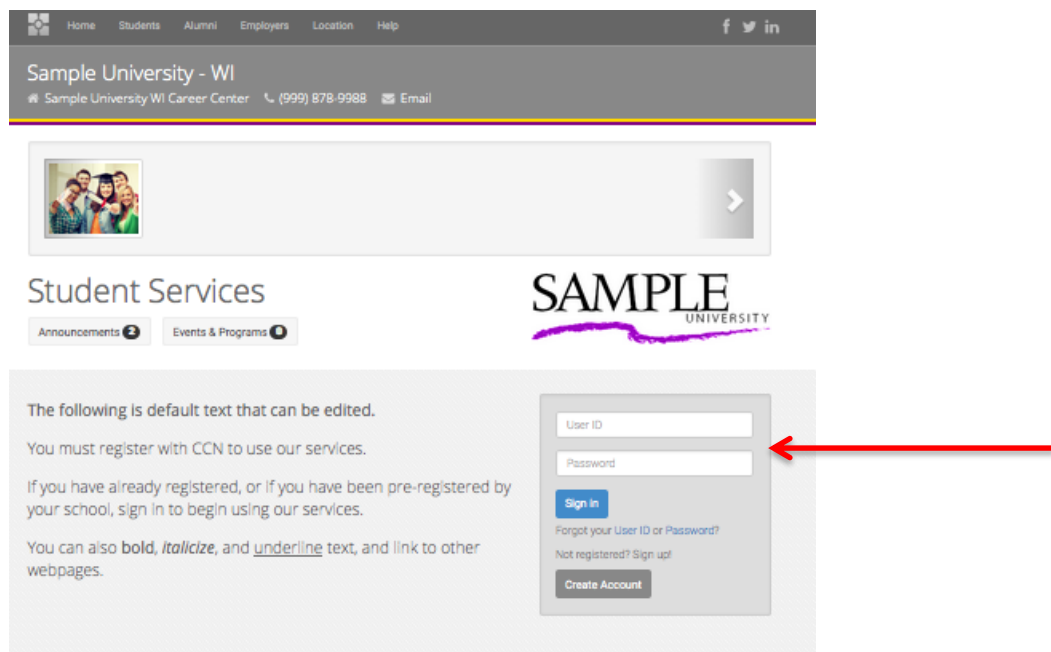 Home Students Alumni Employers Location Help
Sample University - WI
Sample University WI Career Center (999) 878-9988 Email
Student Services
SAMPLE
UNIVERSITY
Announcements 2 Events & Programs 0
The following is default text that can be edited.
You must register with CCN to use our services.
If you have already registered, or if you have been pre-registered by
your school, sign in to begin using our services.
You can also bold, italicize, and underline text, and link to other
webpages.
User ID
Password
Sign In
Forgot your User ID or Password?
Not registered? Sign up!
Create Account